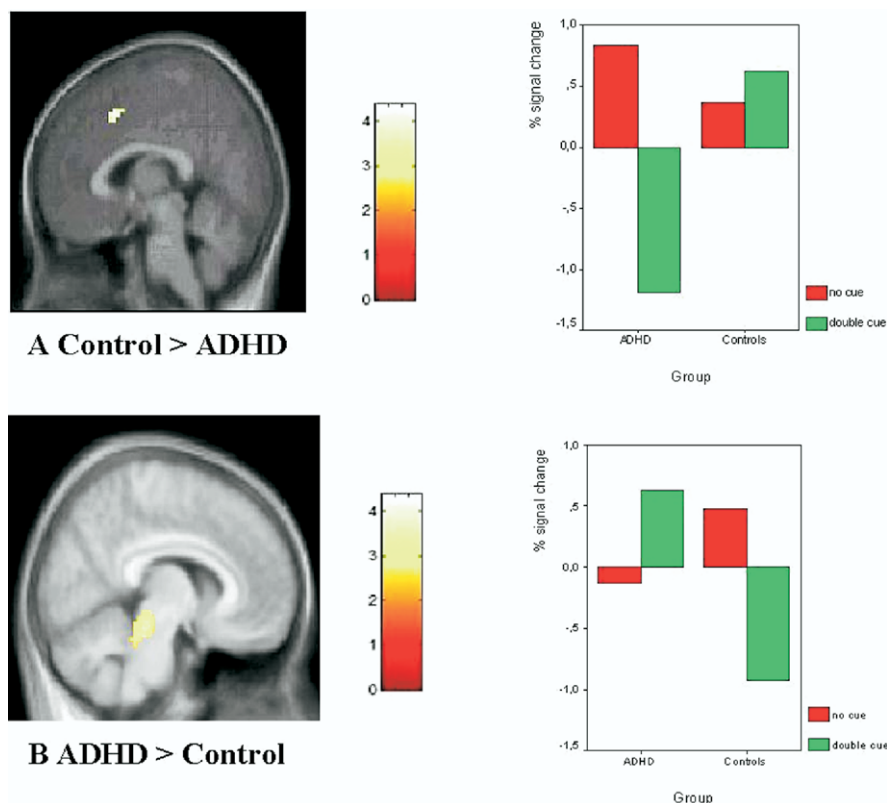 1,0
% signal change
,5
0,0
-,5
-1,0
-1,5
ADHD
Controls
Group
no cue
double cue
4
3
2
1
0
A Control > ADHD
1,0
% signal change
,5
0,0
-,5
-1,0
-1,5
ADHD
Controls
Group
no cue
double cue
4
3
2
1
0
B ADHD > Control